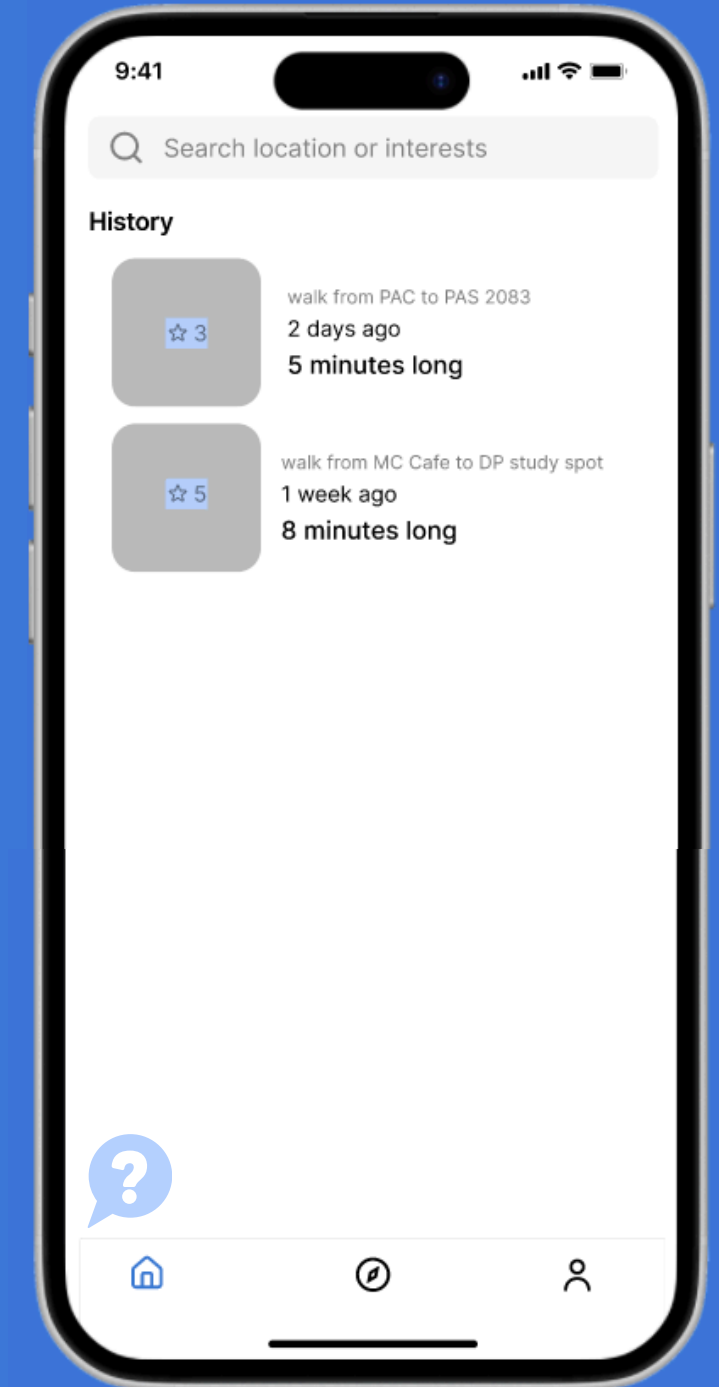 9:41
Search location or interests
History
3
walk from PAC to PAS 2083
2 days ago
5 minutes long
5
walk from MC Cafe to DP study spot
1 week ago
8 minutes long
?